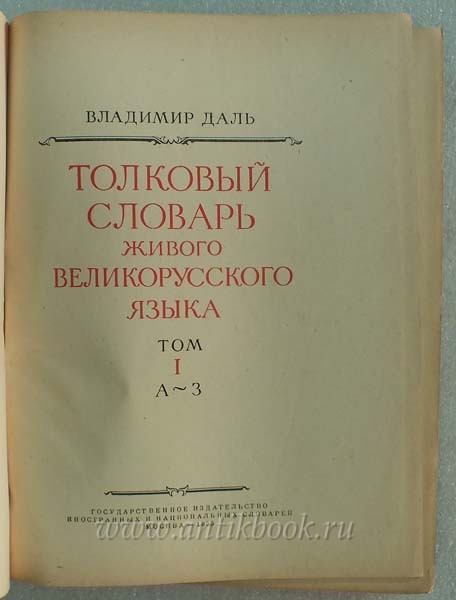 ВЛАДИМИР ДАЛЬ
ТОЛКОВЫЙ
СЛОВАРЬ
ЖИВОГО
ВЕЛИКОРУССКОГО
ЯЗЫКА
ТОМ
I
А~З
ГОСУДАРСТВЕННОЕ ИЗДАТЕЛЬСТВО
ИНОСТРАННЫХ И НАЦИОНАЛЬНЫХ СЛОВАРЕЙ
МОСКВА
www.antikbook.ru